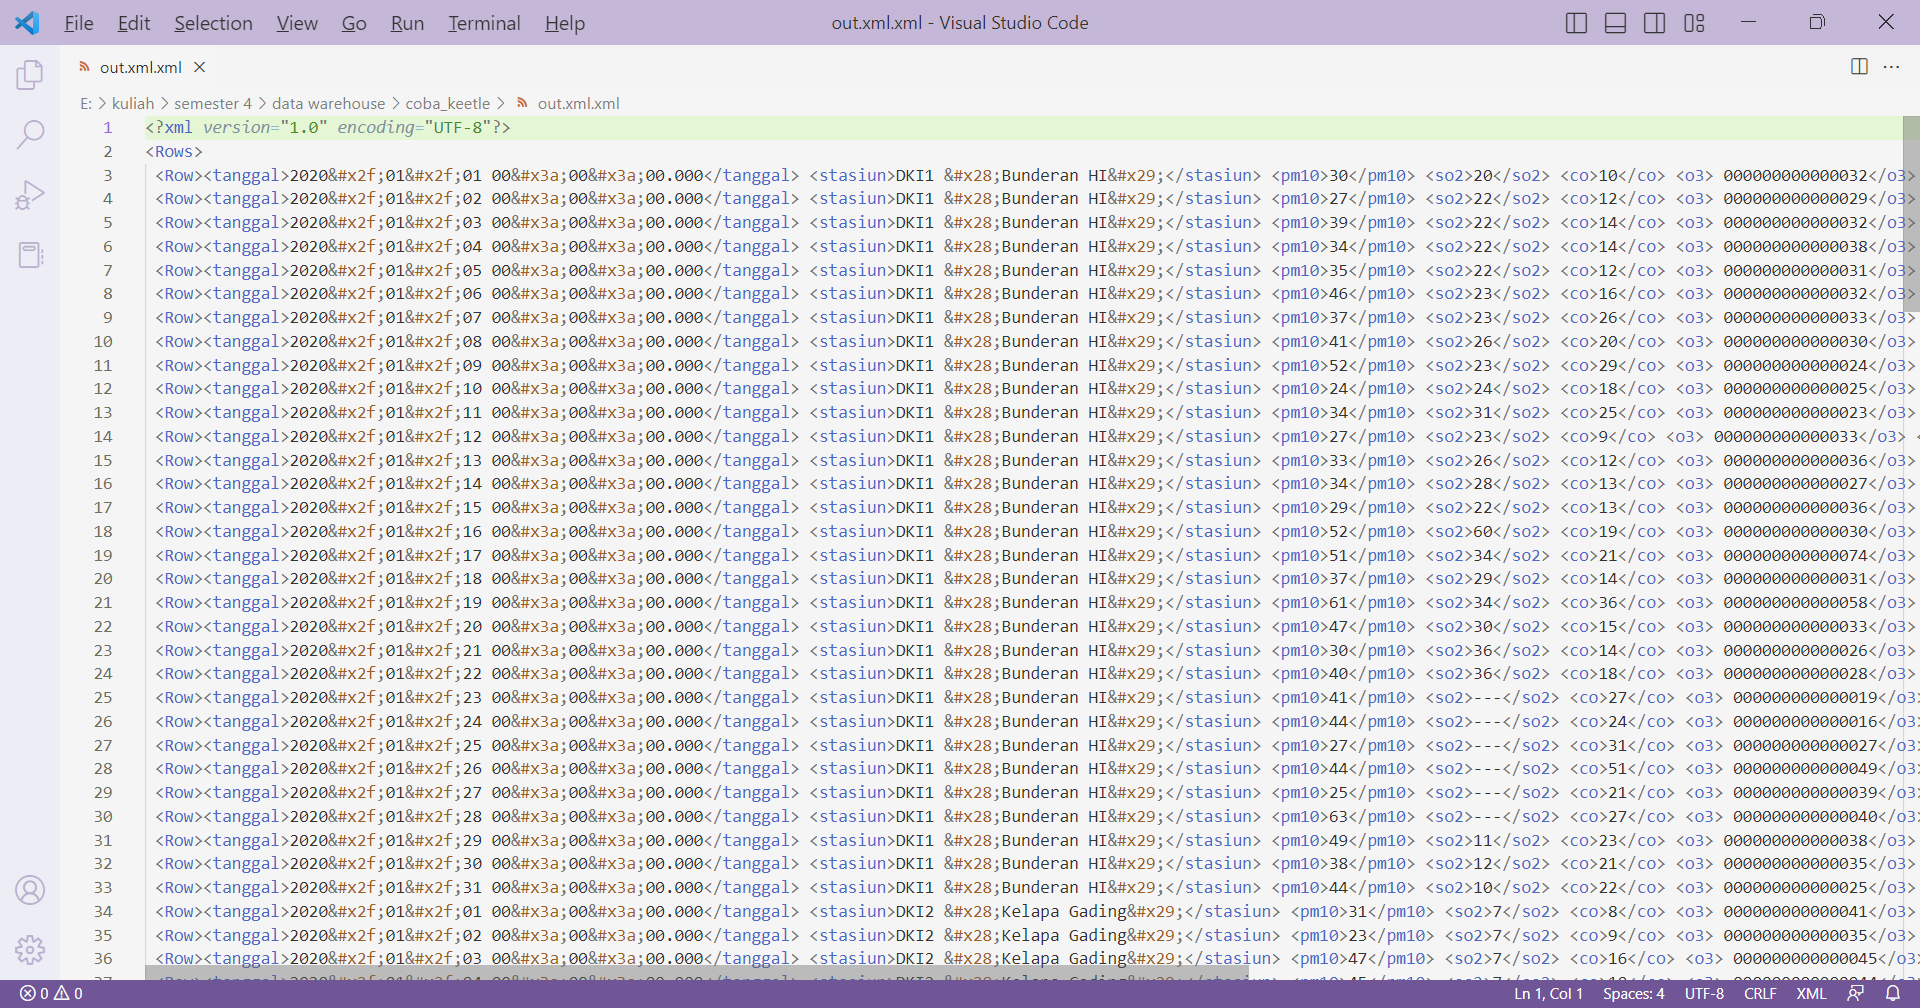 File Edit Selection View Go Run Terminal Help out.xml.xml - Visual Studio Code
out.xml.xml
E: > kuliah > semester 4 > data warehouse > coba_keetle > out.xml.xml
1 <?xml version="1.0" encoding="UTF-8"?>
2 <Rows>
3 <Row><tanggal>2020&#x2f;01&#x2f;01 00&#x3a;00&#x3a;00.000</tanggal> <stasiun>DKI1 &#x28;Bunderan HI&#x29;</stasiun> <pm10>30</pm10> <so2>20</so2> <co>10</co> <o3> 000000000000032</o3>
4 <Row><tanggal>2020&#x2f;01&#x2f;02 00&#x3a;00&#x3a;00.000</tanggal> <stasiun>DKI1 &#x28;Bunderan HI&#x29;</stasiun> <pm10>27</pm10> <so2>22</so2> <co>12</co> <o3> 000000000000029</o3>
5 <Row><tanggal>2020&#x2f;01&#x2f;03 00&#x3a;00&#x3a;00.000</tanggal> <stasiun>DKI1 &#x28;Bunderan HI&#x29;</stasiun> <pm10>39</pm10> <so2>22</so2> <co>14</co> <o3> 000000000000032</o3>
6 <Row><tanggal>2020&#x2f;01&#x2f;04 00&#x3a;00&#x3a;00.000</tanggal> <stasiun>DKI1 &#x28;Bunderan HI&#x29;</stasiun> <pm10>34</pm10> <so2>22</so2> <co>14</co> <o3> 000000000000038</o3>
7 <Row><tanggal>2020&#x2f;01&#x2f;05 00&#x3a;00&#x3a;00.000</tanggal> <stasiun>DKI1 &#x28;Bunderan HI&#x29;</stasiun> <pm10>35</pm10> <so2>22</so2> <co>12</co> <o3> 000000000000031</o3>
8 <Row><tanggal>2020&#x2f;01&#x2f;06 00&#x3a;00&#x3a;00.000</tanggal> <stasiun>DKI1 &#x28;Bunderan HI&#x29;</stasiun> <pm10>46</pm10> <so2>23</so2> <co>16</co> <o3> 000000000000032</o3>
9 <Row><tanggal>2020&#x2f;01&#x2f;07 00&#x3a;00&#x3a;00.000</tanggal> <stasiun>DKI1 &#x28;Bunderan HI&#x29;</stasiun> <pm10>37</pm10> <so2>23</so2> <co>26</co> <o3> 000000000000033</o3>
10 <Row><tanggal>2020&#x2f;01&#x2f;08 00&#x3a;00&#x3a;00.000</tanggal> <stasiun>DKI1 &#x28;Bunderan HI&#x29;</stasiun> <pm10>41</pm10> <so2>26</so2> <co>20</co> <o3> 000000000000030</o3>
11 <Row><tanggal>2020&#x2f;01&#x2f;09 00&#x3a;00&#x3a;00.000</tanggal> <stasiun>DKI1 &#x28;Bunderan HI&#x29;</stasiun> <pm10>52</pm10> <so2>23</so2> <co>29</co> <o3> 000000000000024</o3>
12 <Row><tanggal>2020&#x2f;01&#x2f;10 00&#x3a;00&#x3a;00.000</tanggal> <stasiun>DKI1 &#x28;Bunderan HI&#x29;</stasiun> <pm10>24</pm10> <so2>24</so2> <co>18</co> <o3> 000000000000025</o3>
13 <Row><tanggal>2020&#x2f;01&#x2f;11 00&#x3a;00&#x3a;00.000</tanggal> <stasiun>DKI1 &#x28;Bunderan HI&#x29;</stasiun> <pm10>34</pm10> <so2>31</so2> <co>25</co> <o3> 000000000000023</o3>
14 <Row><tanggal>2020&#x2f;01&#x2f;12 00&#x3a;00&#x3a;00.000</tanggal> <stasiun>DKI1 &#x28;Bunderan HI&#x29;</stasiun> <pm10>27</pm10> <so2>23</so2> <co>9</co> <o3> 000000000000033</o3> <
15 <Row><tanggal>2020&#x2f;01&#x2f;13 00&#x3a;00&#x3a;00.000</tanggal> <stasiun>DKI1 &#x28;Bunderan HI&#x29;</stasiun> <pm10>33</pm10> <so2>26</so2> <co>12</co> <o3> 000000000000036</o3>
16 <Row><tanggal>2020&#x2f;01&#x2f;14 00&#x3a;00&#x3a;00.000</tanggal> <stasiun>DKI1 &#x28;Bunderan HI&#x29;</stasiun> <pm10>34</pm10> <so2>28</so2> <co>13</co> <o3> 000000000000027</o3>
17 <Row><tanggal>2020&#x2f;01&#x2f;15 00&#x3a;00&#x3a;00.000</tanggal> <stasiun>DKI1 &#x28;Bunderan HI&#x29;</stasiun> <pm10>29</pm10> <so2>22</so2> <co>13</co> <o3> 000000000000036</o3>
18 <Row><tanggal>2020&#x2f;01&#x2f;16 00&#x3a;00&#x3a;00.000</tanggal> <stasiun>DKI1 &#x28;Bunderan HI&#x29;</stasiun> <pm10>52</pm10> <so2>60</so2> <co>19</co> <o3> 000000000000030</o3>
19 <Row><tanggal>2020&#x2f;01&#x2f;17 00&#x3a;00&#x3a;00.000</tanggal> <stasiun>DKI1 &#x28;Bunderan HI&#x29;</stasiun> <pm10>51</pm10> <so2>34</so2> <co>21</co> <o3> 000000000000074</o3>
20 <Row><tanggal>2020&#x2f;01&#x2f;18 00&#x3a;00&#x3a;00.000</tanggal> <stasiun>DKI1 &#x28;Bunderan HI&#x29;</stasiun> <pm10>37</pm10> <so2>29</so2> <co>14</co> <o3> 000000000000031</o3>
21 <Row><tanggal>2020&#x2f;01&#x2f;19 00&#x3a;00&#x3a;00.000</tanggal> <stasiun>DKI1 &#x28;Bunderan HI&#x29;</stasiun> <pm10>61</pm10> <so2>34</so2> <co>36</co> <o3> 000000000000058</o3>
22 <Row><tanggal>2020&#x2f;01&#x2f;20 00&#x3a;00&#x3a;00.000</tanggal> <stasiun>DKI1 &#x28;Bunderan HI&#x29;</stasiun> <pm10>47</pm10> <so2>30</so2> <co>15</co> <o3> 000000000000033</o3>
23 <Row><tanggal>2020&#x2f;01&#x2f;21 00&#x3a;00&#x3a;00.000</tanggal> <stasiun>DKI1 &#x28;Bunderan HI&#x29;</stasiun> <pm10>30</pm10> <so2>36</so2> <co>14</co> <o3> 000000000000026</o3>
24 <Row><tanggal>2020&#x2f;01&#x2f;22 00&#x3a;00&#x3a;00.000</tanggal> <stasiun>DKI1 &#x28;Bunderan HI&#x29;</stasiun> <pm10>40</pm10> <so2>36</so2> <co>18</co> <o3> 000000000000028</o3>
25 <Row><tanggal>2020&#x2f;01&#x2f;23 00&#x3a;00&#x3a;00.000</tanggal> <stasiun>DKI1 &#x28;Bunderan HI&#x29;</stasiun> <pm10>41</pm10> <so2>---</so2> <co>27</co> <o3> 000000000000019</o3>
26 <Row><tanggal>2020&#x2f;01&#x2f;24 00&#x3a;00&#x3a;00.000</tanggal> <stasiun>DKI1 &#x28;Bunderan HI&#x29;</stasiun> <pm10>44</pm10> <so2>---</so2> <co>24</co> <o3> 000000000000016</o3>
27 <Row><tanggal>2020&#x2f;01&#x2f;25 00&#x3a;00&#x3a;00.000</tanggal> <stasiun>DKI1 &#x28;Bunderan HI&#x29;</stasiun> <pm10>27</pm10> <so2>---</so2> <co>31</co> <o3> 000000000000027</o3>
28 <Row><tanggal>2020&#x2f;01&#x2f;26 00&#x3a;00&#x3a;00.000</tanggal> <stasiun>DKI1 &#x28;Bunderan HI&#x29;</stasiun> <pm10>44</pm10> <so2>---</so2> <co>51</co> <o3> 000000000000049</o3>
29 <Row><tanggal>2020&#x2f;01&#x2f;27 00&#x3a;00&#x3a;00.000</tanggal> <stasiun>DKI1 &#x28;Bunderan HI&#x29;</stasiun> <pm10>25</pm10> <so2>---</so2> <co>21</co> <o3> 000000000000039</o3>
30 <Row><tanggal>2020&#x2f;01&#x2f;28 00&#x3a;00&#x3a;00.000</tanggal> <stasiun>DKI1 &#x28;Bunderan HI&#x29;</stasiun> <pm10>63</pm10> <so2>---</so2> <co>27</co> <o3> 000000000000040</o3>
31 <Row><tanggal>2020&#x2f;01&#x2f;29 00&#x3a;00&#x3a;00.000</tanggal> <stasiun>DKI1 &#x28;Bunderan HI&#x29;</stasiun> <pm10>49</pm10> <so2>11</so2> <co>23</co> <o3> 000000000000038</o3>
32 <Row><tanggal>2020&#x2f;01&#x2f;30 00&#x3a;00&#x3a;00.000</tanggal> <stasiun>DKI1 &#x28;Bunderan HI&#x29;</stasiun> <pm10>38</pm10> <so2>12</so2> <co>21</co> <o3> 000000000000035</o3>
33 <Row><tanggal>2020&#x2f;01&#x2f;31 00&#x3a;00&#x3a;00.000</tanggal> <stasiun>DKI1 &#x28;Bunderan HI&#x29;</stasiun> <pm10>44</pm10> <so2>10</so2> <co>22</co> <o3> 000000000000025</o3>
34 <Row><tanggal>2020&#x2f;01&#x2f;01 00&#x3a;00&#x3a;00.000</tanggal> <stasiun>DKI2 &#x28;Kelapa Gading&#x29;</stasiun> <pm10>31</pm10> <so2>7</so2> <co>8</co> <o3> 000000000000041</o3>
35 <Row><tanggal>2020&#x2f;01&#x2f;02 00&#x3a;00&#x3a;00.000</tanggal> <stasiun>DKI2 &#x28;Kelapa Gading&#x29;</stasiun> <pm10>23</pm10> <so2>7</so2> <co>9</co> <o3> 000000000000035</o3>
36 <Row><tanggal>2020&#x2f;01&#x2f;03 00&#x3a;00&#x3a;00.000</tanggal> <stasiun>DKI2 &#x28;Kelapa Gading&#x29;</stasiun> <pm10>47</pm10> <so2>7</so2> <co>16</co> <o3> 000000000000045</o3>
0 0 Ln 1, Col 1 Spaces: 4 UTF-8 CRLF XML